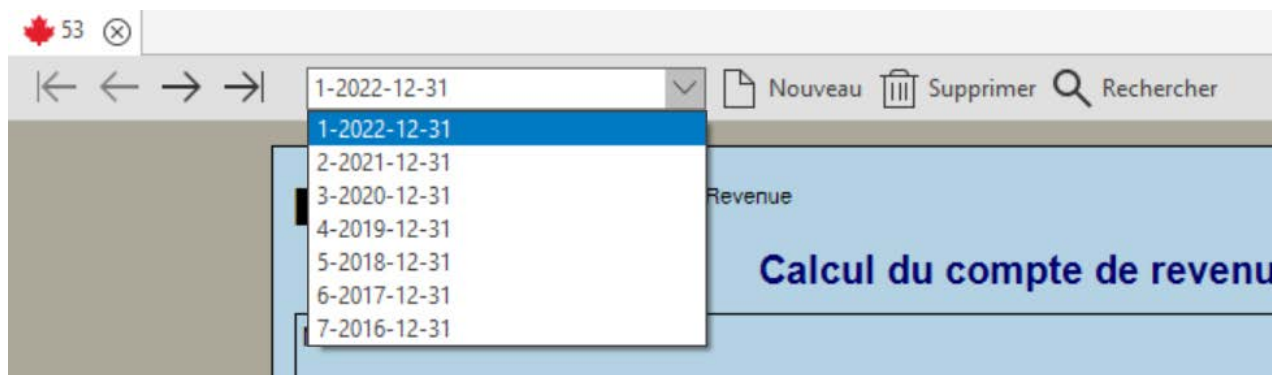 53
1-2022-12-31 Nouveau Supprimer Rechercher
1-2022-12-31
2-2021-12-31
3-2020-12-31
4-2019-12-31
5-2018-12-31
6-2017-12-31
7-2016-12-31
Revenue
Calcul du compte de revenu